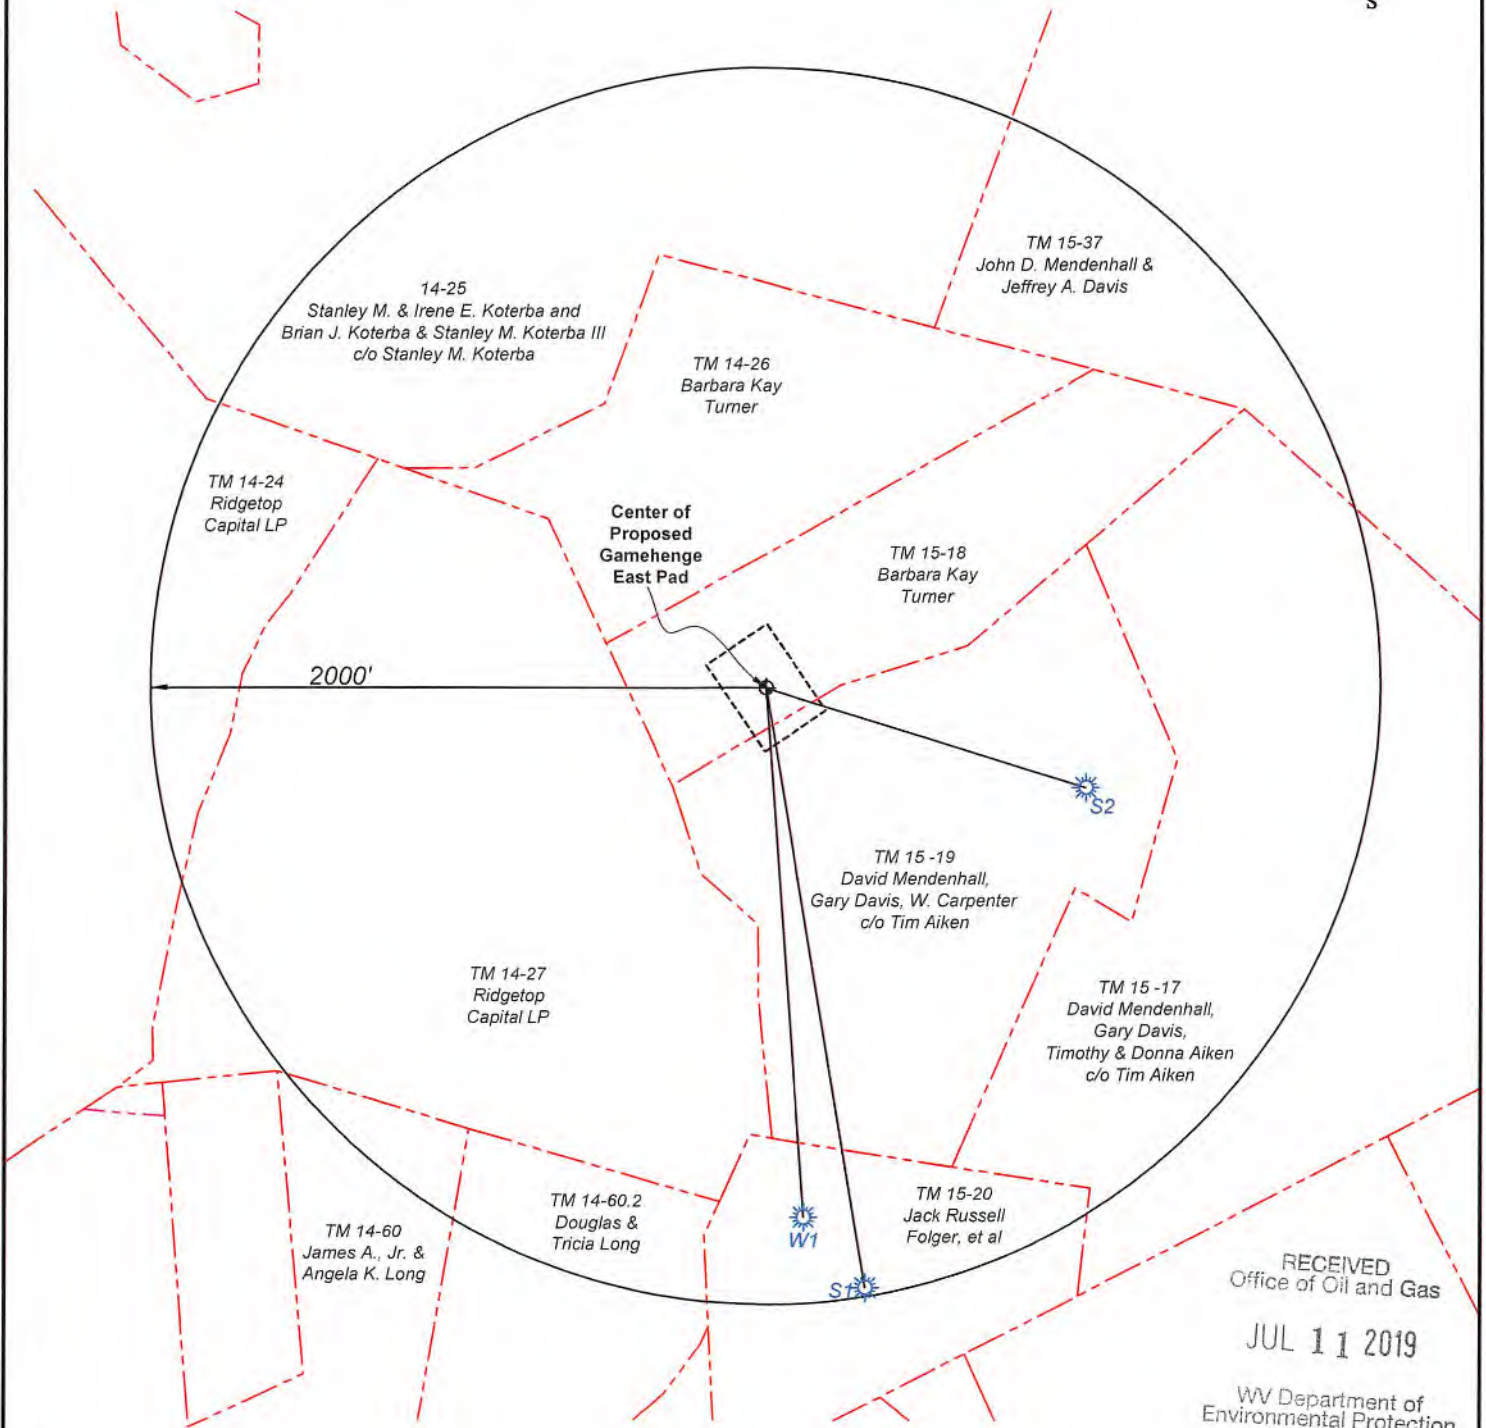 S
TM 15-37
John D. Mendenhall &
Jeffrey A. Davis
14-25
Stanley M. & Irene E. Koterba and
Brian J. Koterba & Stanley M. Koterba III
c/o Stanley M. Koterba
TM 14-26
Barbara Kay
Turner
TM 14-24
Ridgetop
Capital LP
Center of
Proposed
Gamehenge
East Pad
TM 15-18
Barbara Kay
Turner
2000'
S2
TM 15 -19
David Mendenhall,
Gary Davis, W. Carpenter
c/o Tim Aiken
TM 14-27
Ridgetop
Capital LP
TM 15 -17
David Mendenhall,
Gary Davis,
Timothy & Donna Aiken
c/o Tim Aiken
TM 14-60.2
Douglas &
Tricia Long
TM 15-20
Jack Russell
Folger, et al
TM 14-60
James A., Jr. &
Angela K. Long
W1
S1
RECEIVED
Office of Oil and Gas
JUL 11 2019
WV Department of
Environmental Protection